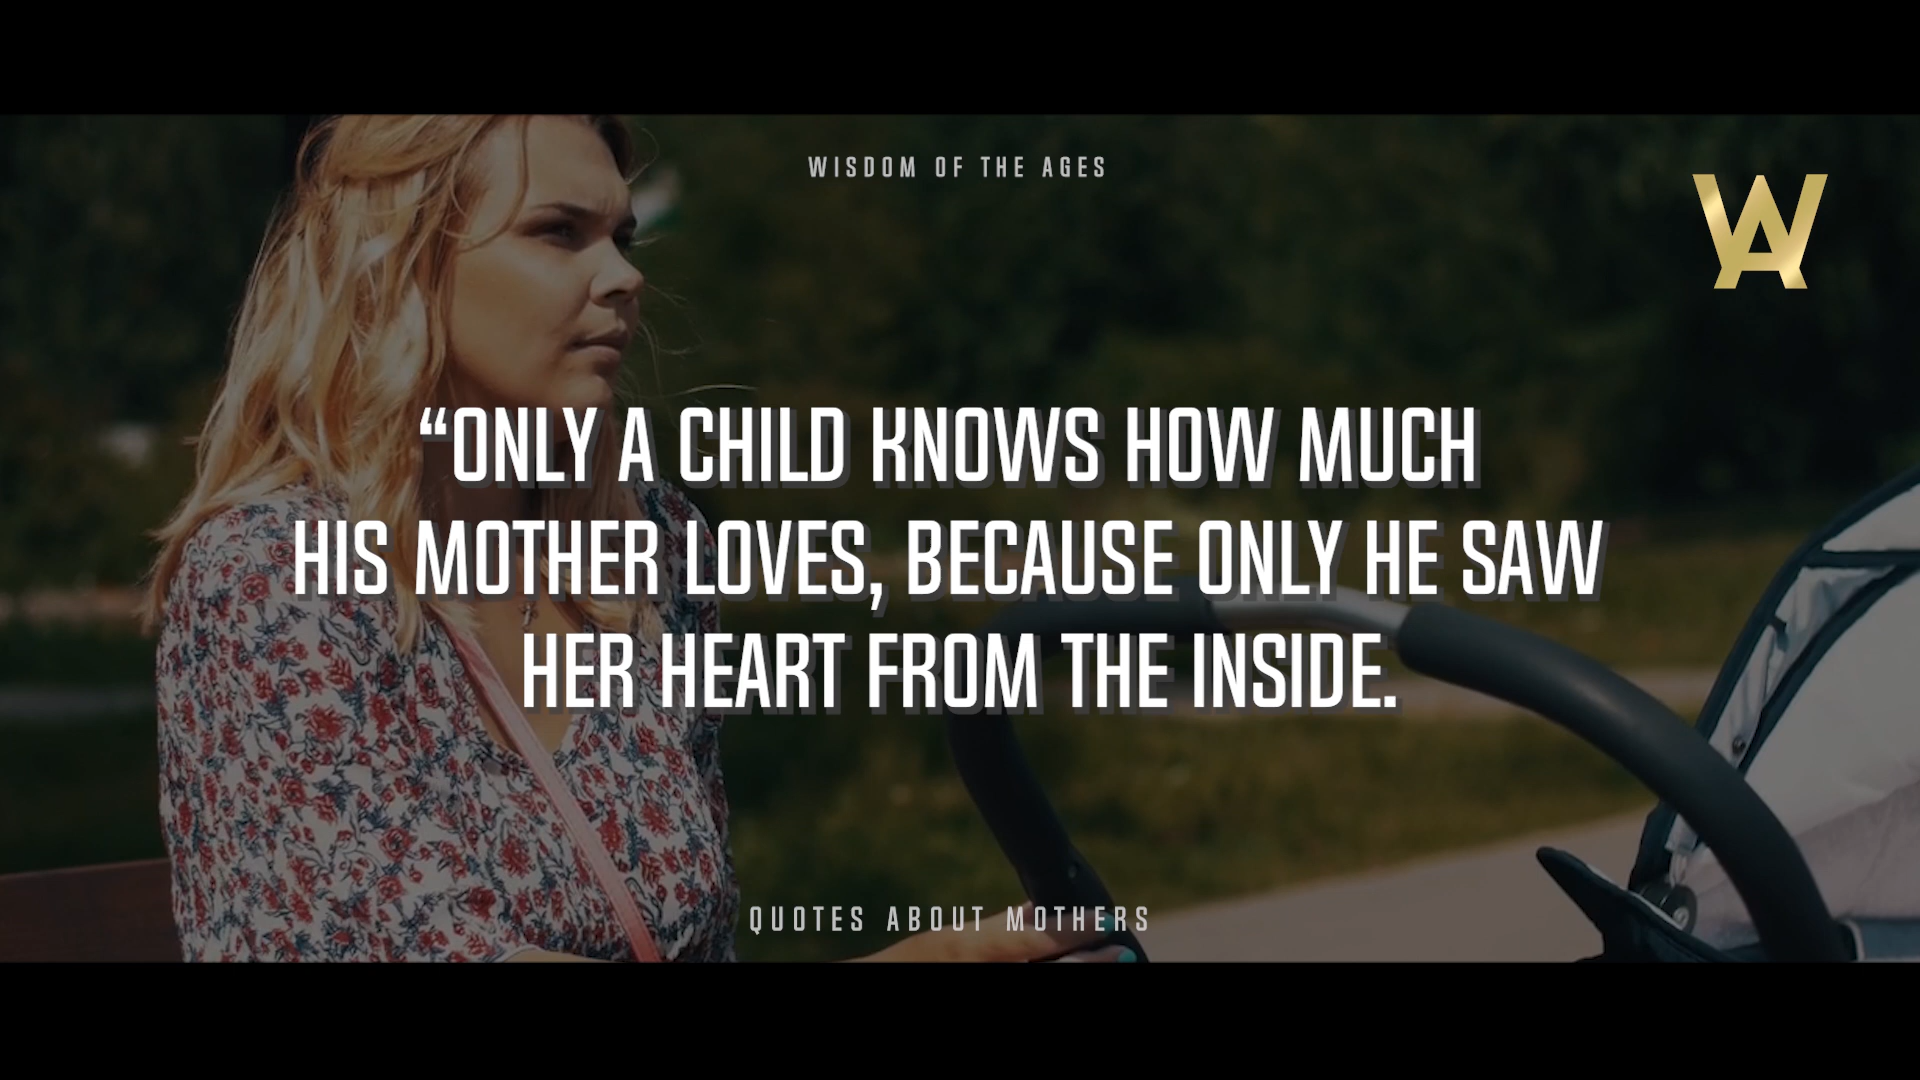 WISDOM OF THE AGES
WA
“ONLY A CHILD KNOWS HOW MUCH
HIS MOTHER LOVES, BECAUSE ONLY HE SAW
HER HEART FROM THE INSIDE.
QUOTES ABOUT MOTHERS